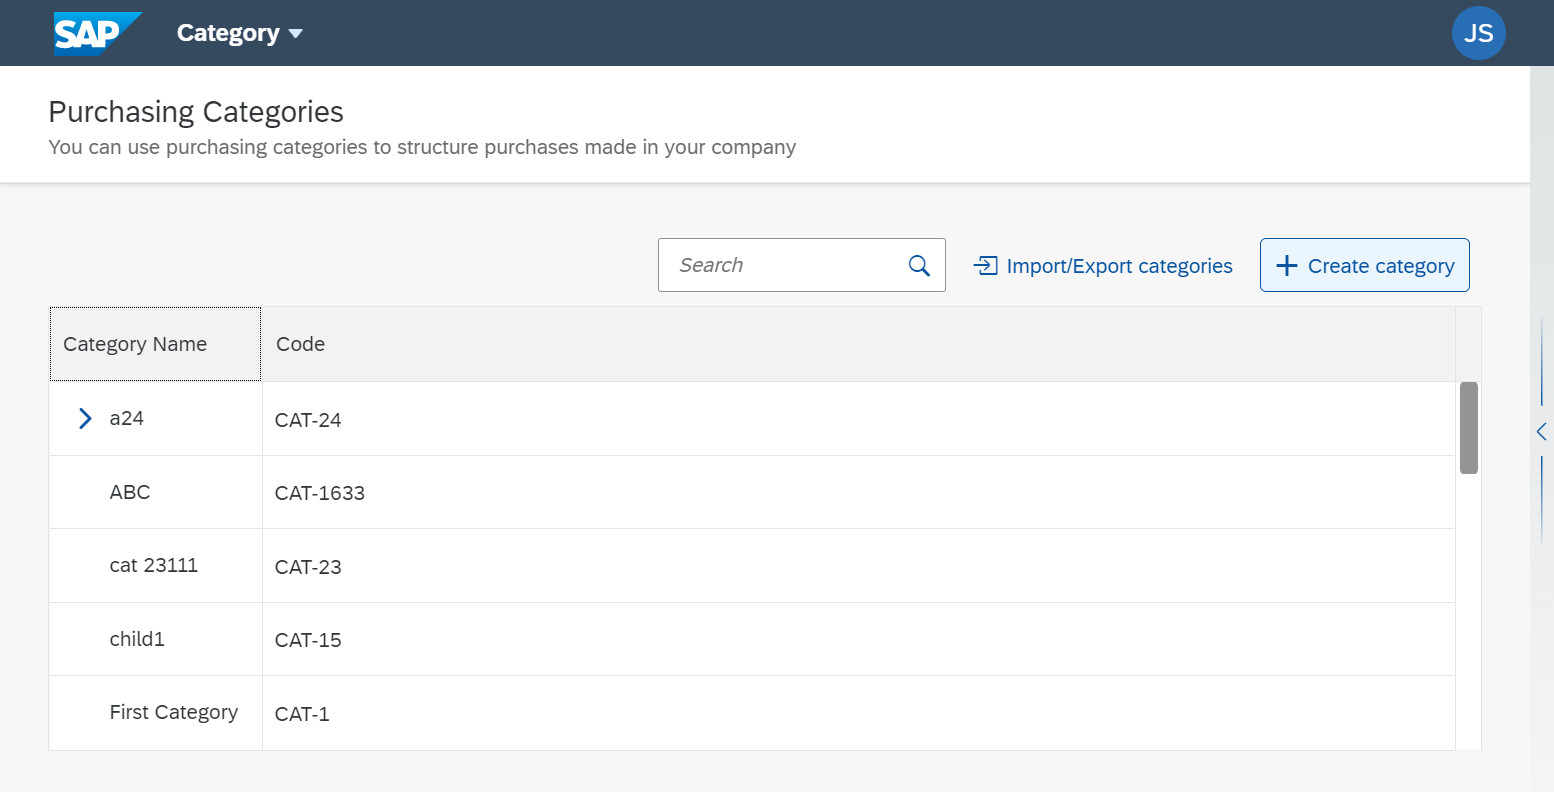 SAP Category JS
Purchasing Categories
You can use purchasing categories to structure purchases made in your company
Search Import/Export categories Create category
Category Name Code
a24 CAT-24
ABC CAT-1633
cat 23111 CAT-23
child1 CAT-15
First Category CAT-1